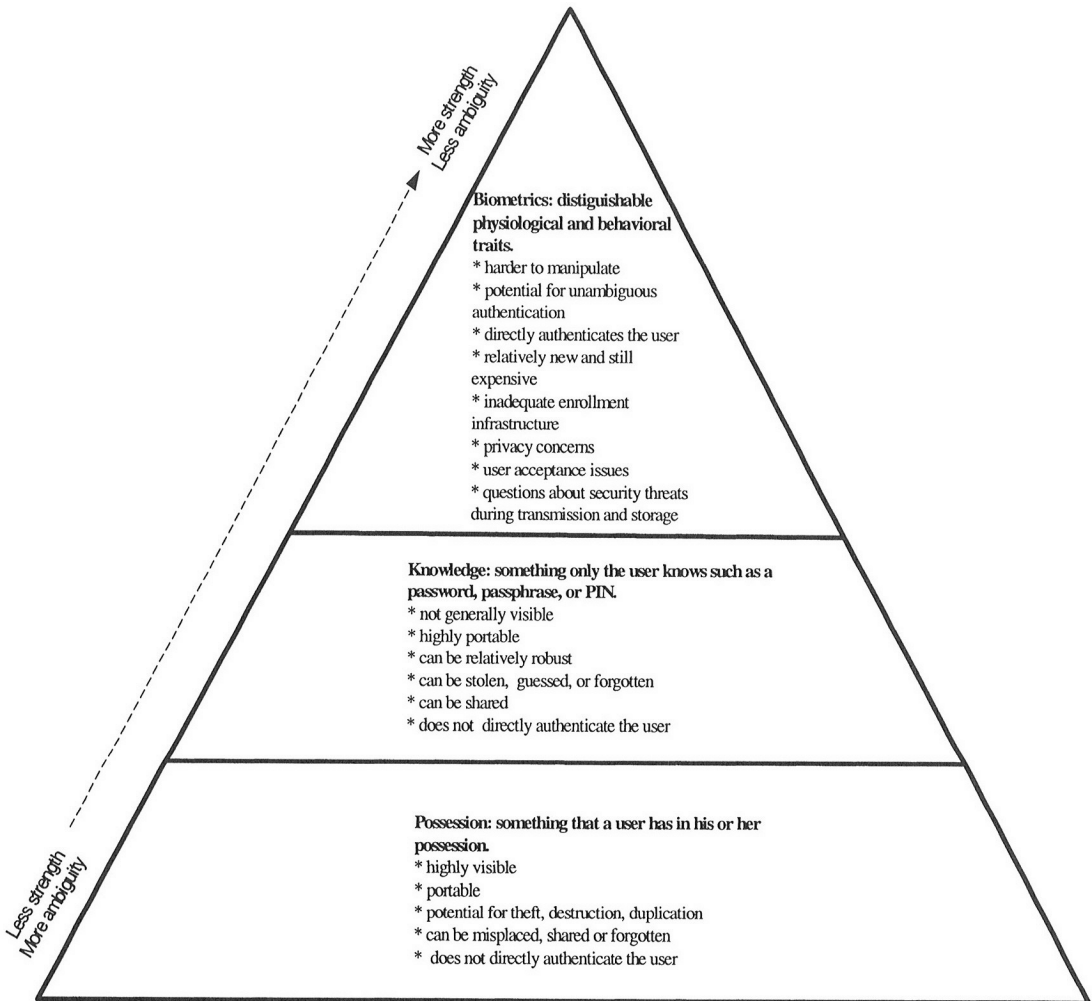 More strength
Less ambiguity
Biometrics: distiguishable
physiological and behavioral
traits.
* harder to manipulate
* potential for unambiguous
authentication
* directly authenticates the user
* relatively new and still
expensive
* inadequate enrollment
infrastructure
* privacy concerns
* user acceptance issues
* questions about security threats
during transmission and storage
Knowledge: something only the user knows such as a
password, passphrase, or PIN.
* not generally visible
* highly portable
* can be relatively robust
* can be stolen, guessed, or forgotten
* can be shared
* does not directly authenticate the user
Possession: something that a user has in his or her
possession.
* highly visible
* portable
* potential for theft, destruction, duplication
* can be misplaced, shared or forgotten
* does not directly authenticate the user
Less strength
More ambiguity